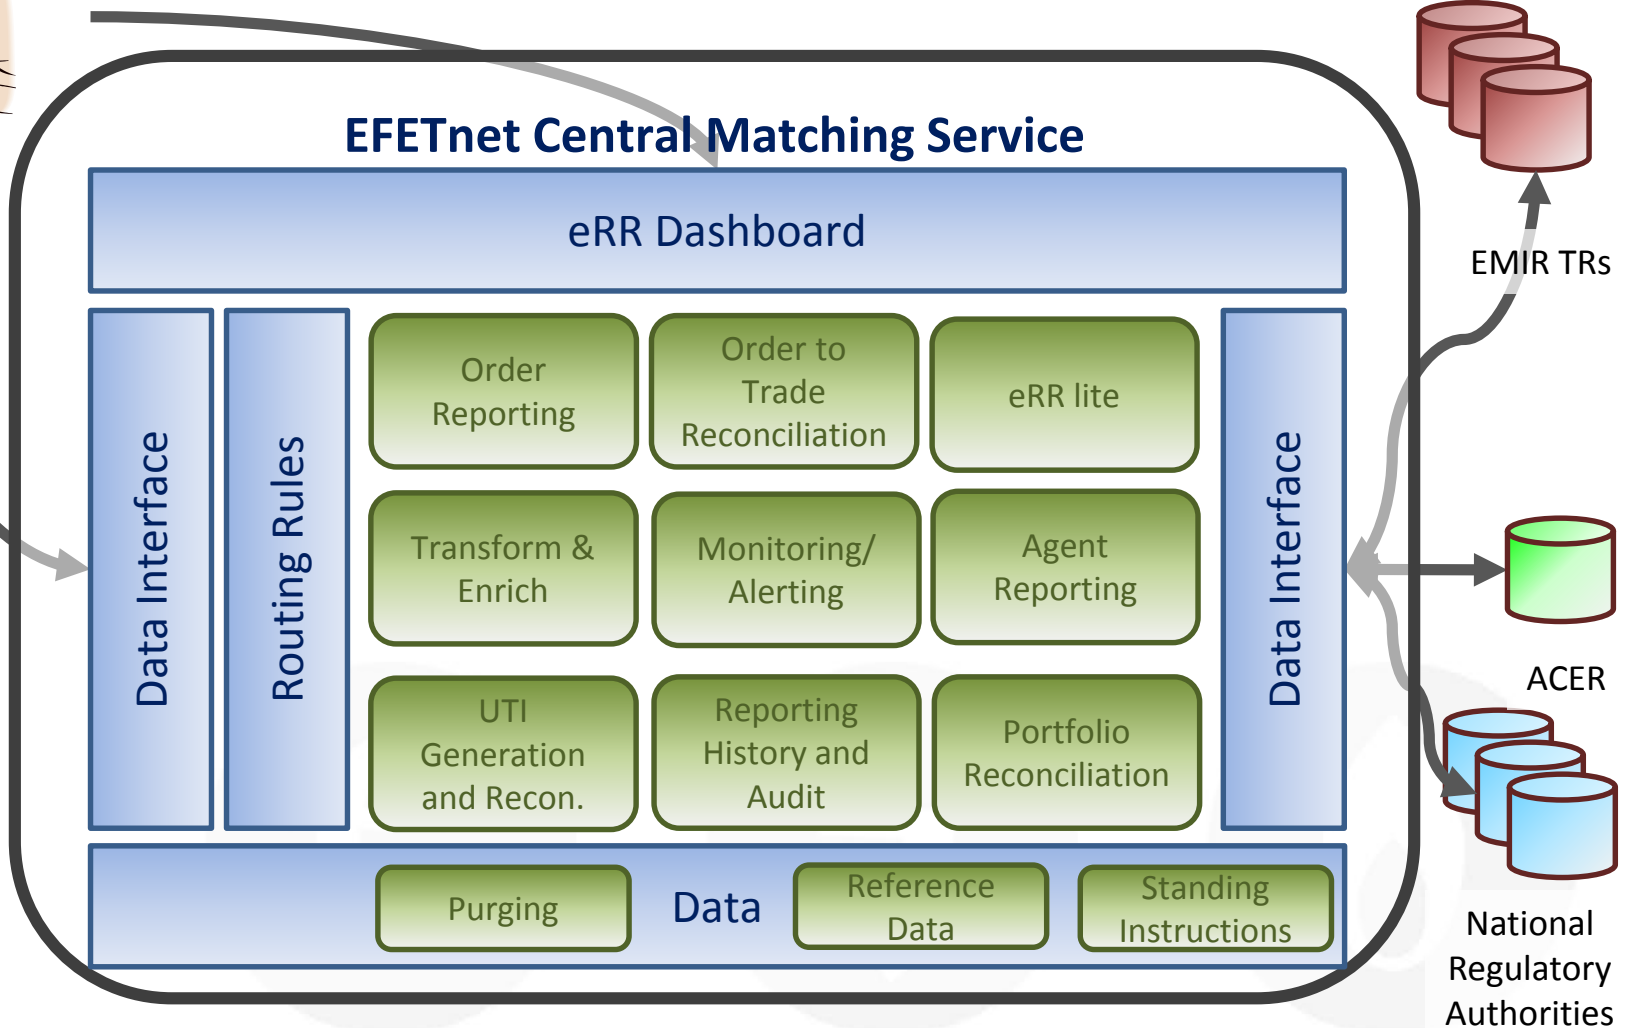 EFETnet Central Matching Service
eRR Dashboard
EMIR TRs
Data Interface
Routing Rules
Order
Reporting
Order to
Trade
Reconciliation
eRR lite
Transform &
Enrich
Monitoring/
Alerting
Agent
Reporting
UTI
Generation
and Recon.
Reporting
History and
Audit
Portfolio
Reconciliation
Data Interface
ACER
Purging
Data
Reference
Data
Standing
Instructions
National
Regulatory
Authorities